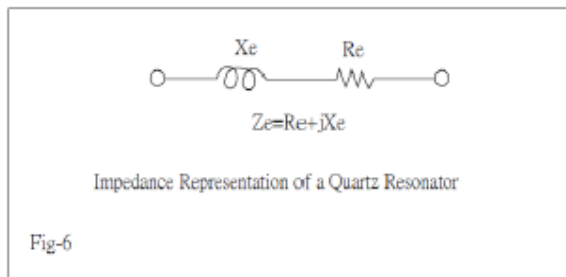 Xe Re
Ze=Re+jXe
Impedance Representation of a Quartz Resonator
Fig-6